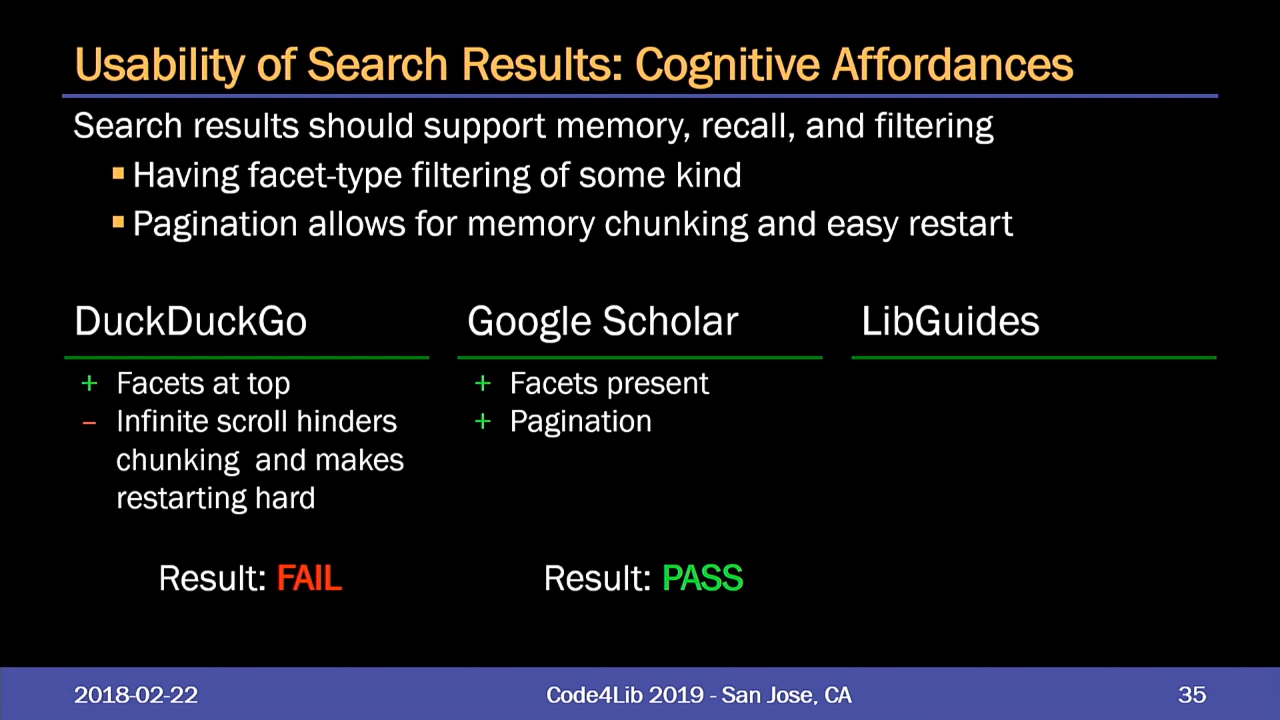 Usability of Search Results: Cognitive Affordances
Search results should support memory, recall, and filtering
▪ Having facet-type filtering of some kind
▪ Pagination allows for memory chunking and easy restart
DuckDuckGo
+ Facets at top
– Infinite scroll hinders
chunking and makes
restarting hard
Result: FAIL
Google Scholar
+ Facets present
+ Pagination
Result: PASS
LibGuides
2018-02-22
Code4Lib 2019 - San Jose, CA
35